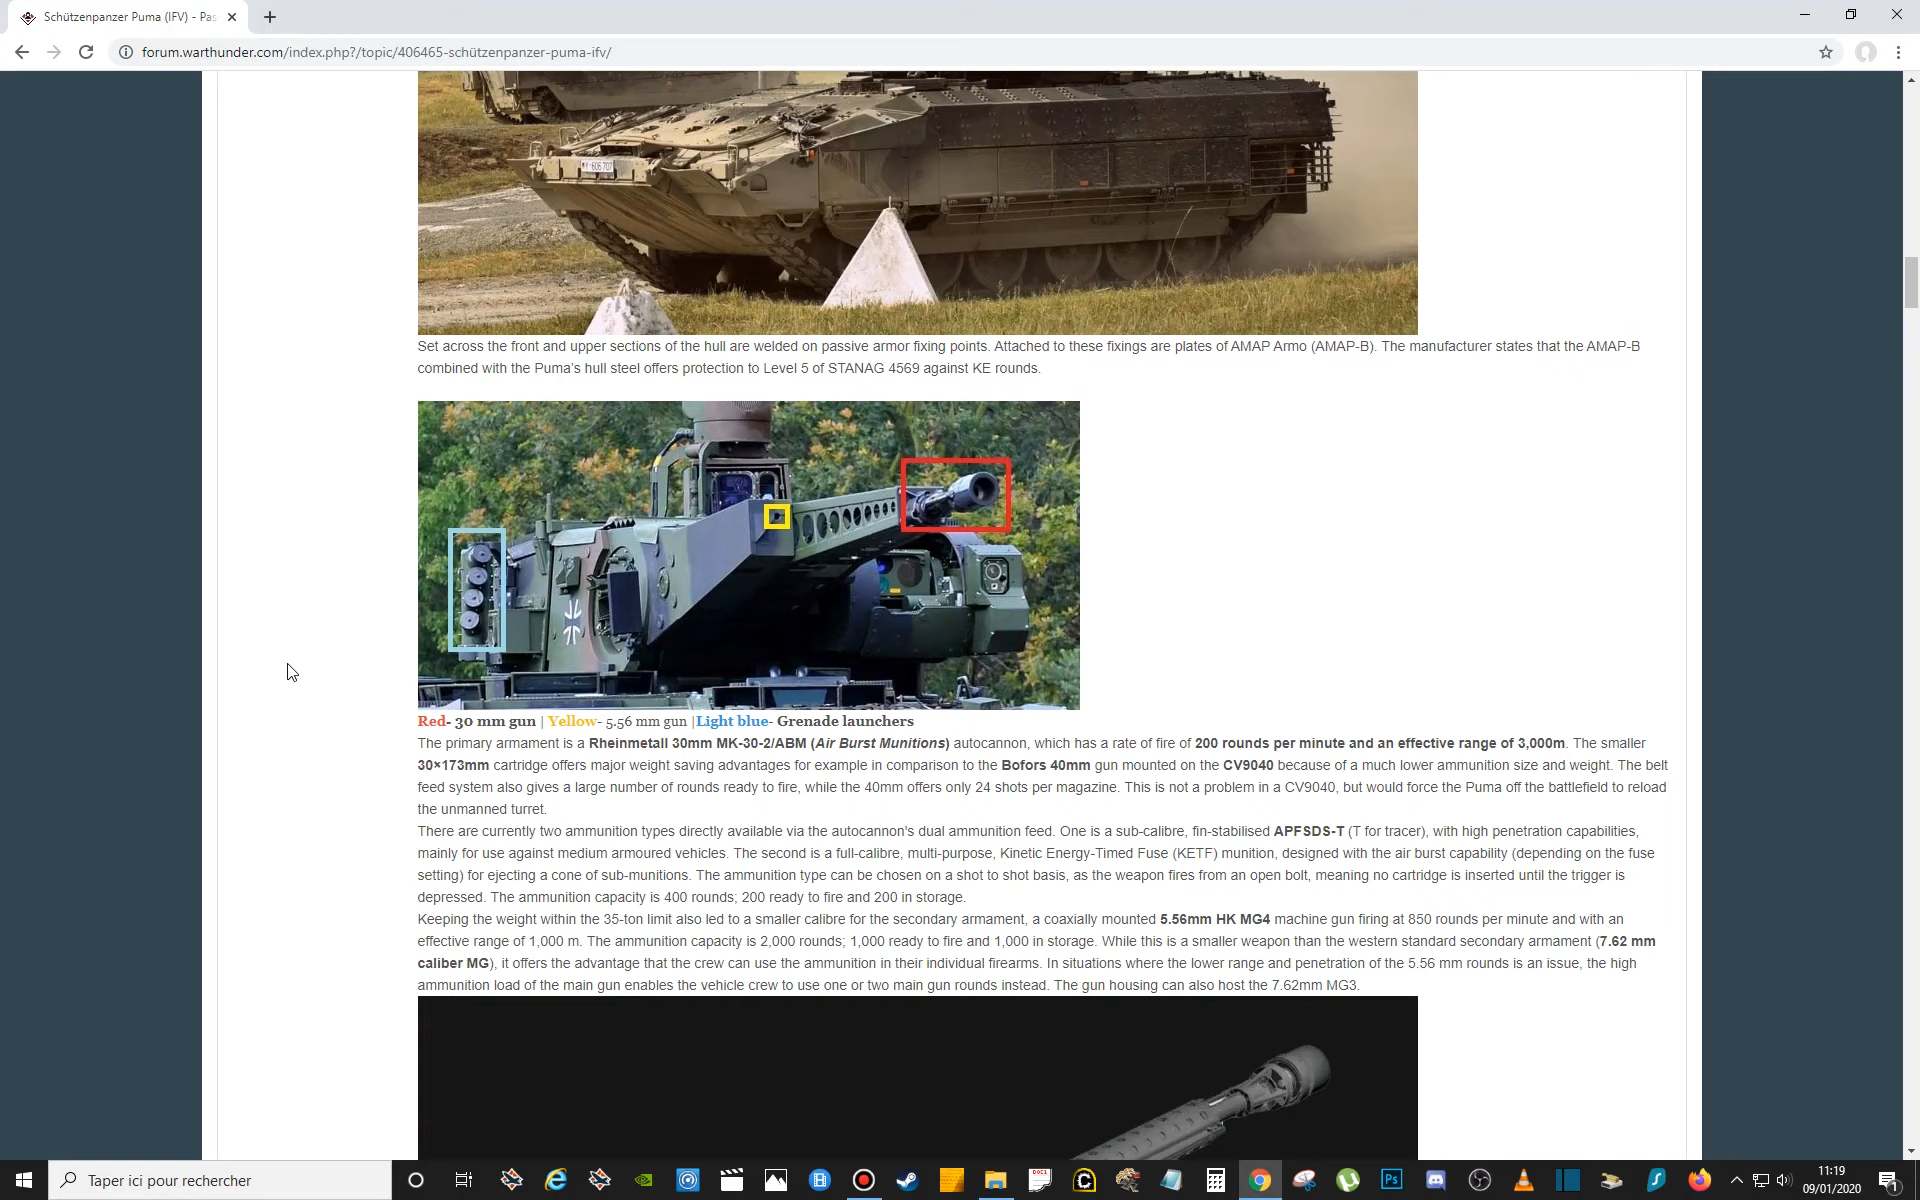 Schützenpanzer Puma (IFV) - Pas
forum.warthunder.com/index.php?/topic/406465-schützenpanzer-puma-ifv/
Set across the front and upper sections of the hull are welded on passive armor fixing points. Attached to these fixings are plates of AMAP Armo (AMAP-B). The manufacturer states that the AMAP-B
combined with the Puma's hull steel offers protection to Level 5 of STANAG 4569 against KE rounds.
Red- 30 mm gun | Yellow- 5.56 mm gun |Light blue- Grenade launchers
The primary armament is a Rheinmetall 30mm MK-30-2/ABM (Air Burst Munitions) autocannon, which has a rate of fire of 200 rounds per minute and an effective range of 3,000m. The smaller
30×173mm cartridge offers major weight saving advantages for example in comparison to the Bofors 40mm gun mounted on the CV9040 because of a much lower ammunition size and weight. The belt
feed system also gives a large number of rounds ready to fire, while the 40mm offers only 24 shots per magazine. This is not a problem in a CV9040, but would force the Puma off the battlefield to reload
the unmanned turret.
There are currently two ammunition types directly available via the autocannon's dual ammunition feed. One is a sub-calibre, fin-stabilised APFSDS-T (T for tracer), with high penetration capabilities,
mainly for use against medium armoured vehicles. The second is a full-calibre, multi-purpose, Kinetic Energy-Timed Fuse (KETF) munition, designed with the air burst capability (depending on the fuse
setting) for ejecting a cone of sub-munitions. The ammunition type can be chosen on a shot to shot basis, as the weapon fires from an open bolt, meaning no cartridge is inserted until the trigger is
depressed. The ammunition capacity is 400 rounds; 200 ready to fire and 200 in storage.
Keeping the weight within the 35-ton limit also led to a smaller calibre for the secondary armament, a coaxially mounted 5.56mm HK MG4 machine gun firing at 850 rounds per minute and with an
effective range of 1,000 m. The ammunition capacity is 2,000 rounds; 1,000 ready to fire and 1,000 in storage. While this is a smaller weapon than the western standard secondary armament (7.62 mm
caliber MG), it offers the advantage that the crew can use the ammunition in their individual firearms. In situations where the lower range and penetration of the 5.56 mm rounds is an issue, the high
ammunition load of the main gun enables the vehicle crew to use one or two main gun rounds instead. The gun housing can also host the 7.62mm MG3.
Taper ici pour rechercher
Ps
11:19
09/01/2020
1